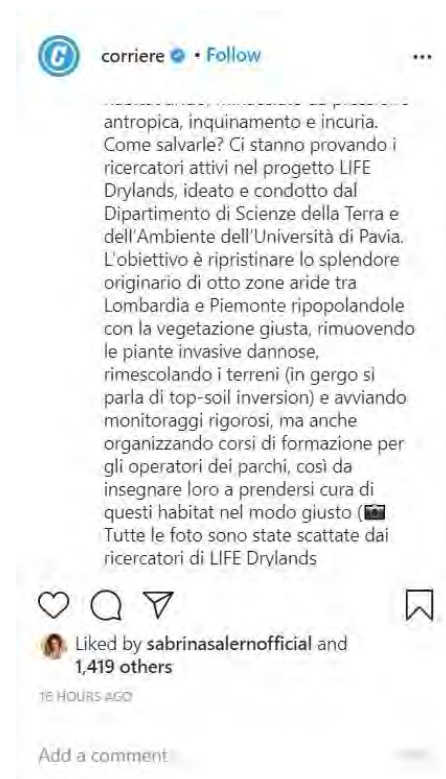 corriere • Follow
antropica, inquinamento e incuria.
Come salvarle? Ci stanno provando i
ricercatori attivi nel progetto LIFE
Drylands, ideato e condotto dal
Dipartimento di Scienze della Terra e
dell'Ambiente dell'Università di Pavia.
L'obiettivo è ripristinare lo splendore
originario di otto zone aride tra
Lombardia e Piemonte ripopolandole
con la vegetazione giusta, rimuovendo
le piante invasive dannose,
rimescolando i terreni (in gergo si
parla di top-soil inversion) e avviando
monitoraggi rigorosi, ma anche
organizzando corsi di formazione per
gli operatori dei parchi, così da
insegnare loro a prendersi cura di
questi habitat nel modo giusto (📷
Tutte le foto sono state scattate dai
ricercatori di LIFE Drylands
Liked by sabrinasalernofficial and
1,419 others
HOURS AGO
Add a comment